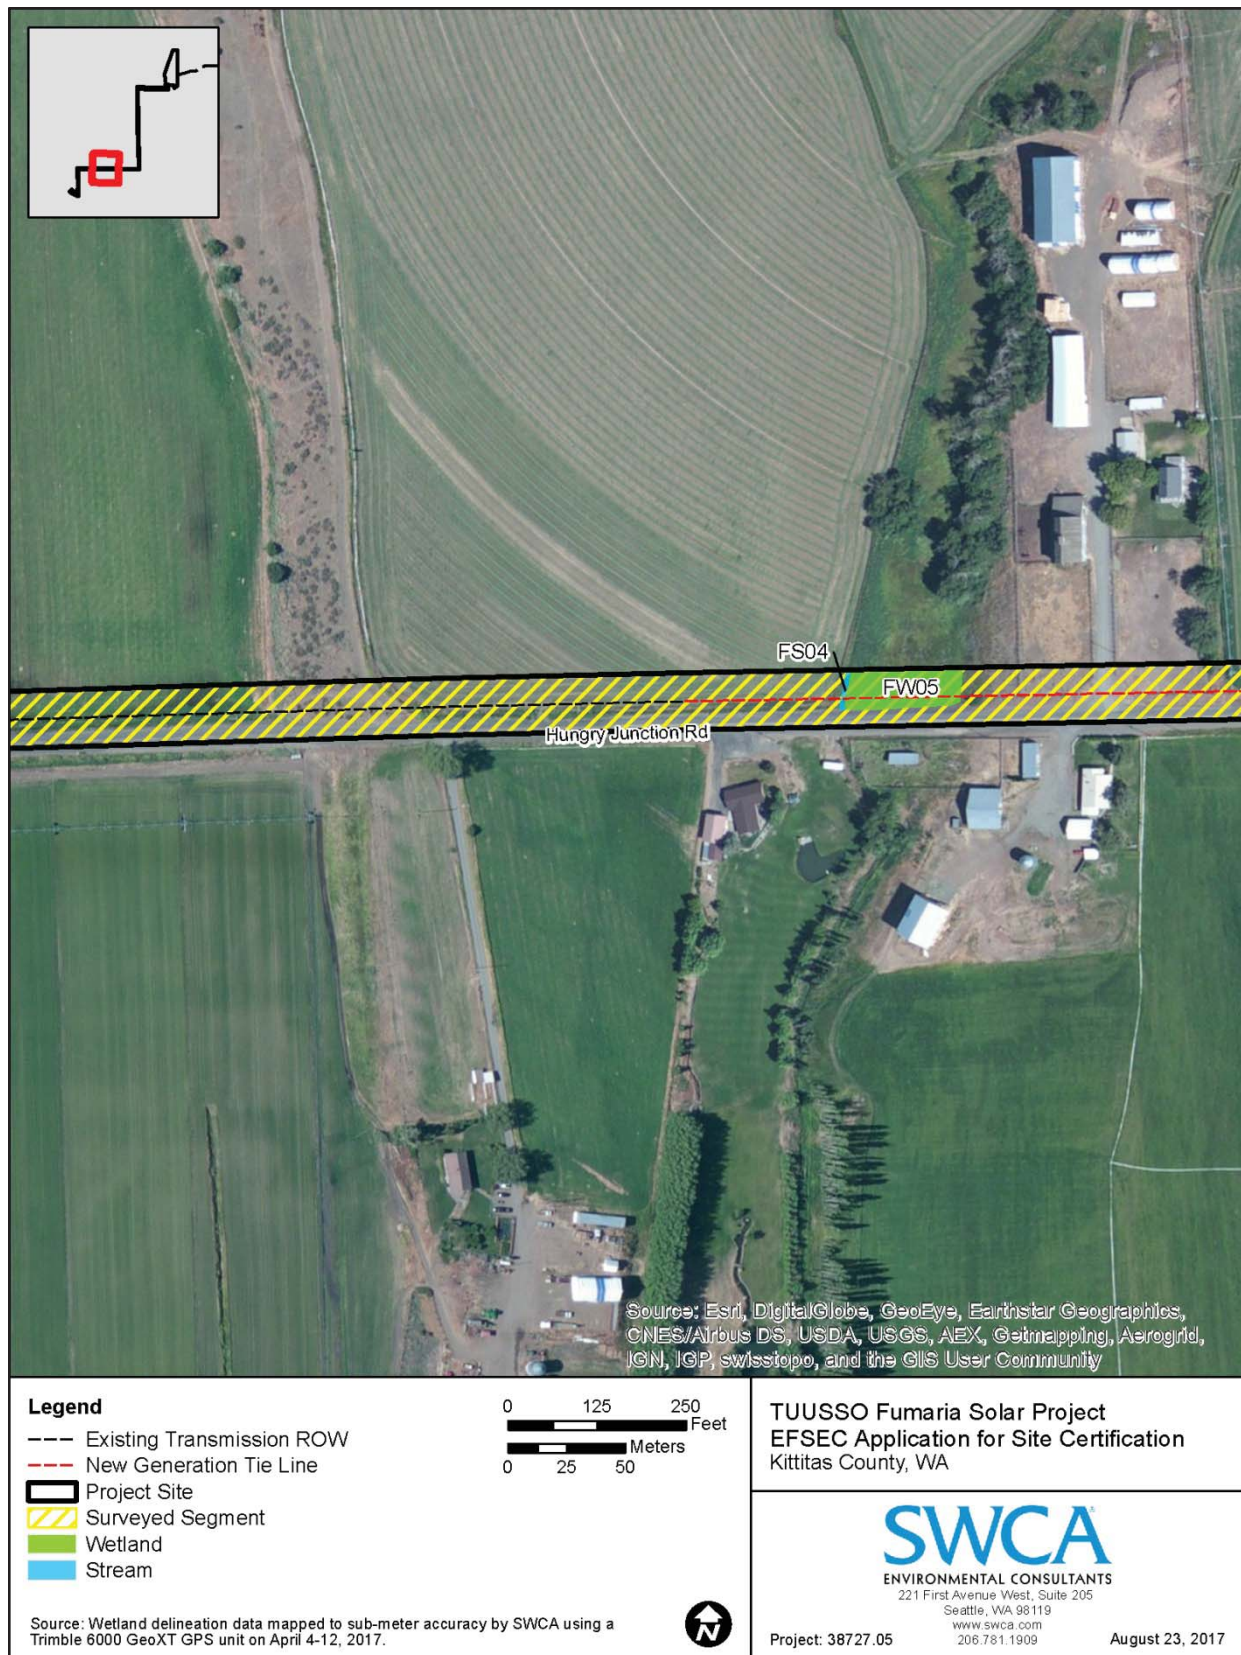 FS04
FW05
Hungry Junction Rd
Source: Esri, DigitalGlobe, GeoEye, Earthstar Geographics,
CNES/Airbus DS, USDA, USGS, AEX, Getmapping, Aerogrid,
IGN, IGP, swisstopo, and the GIS User Community
Legend
Existing Transmission ROW
New Generation Tie Line
Project Site
Surveyed Segment
Wetland
Stream
0 125 250
Feet
Meters
0 25 50
Source: Wetland delineation data mapped to sub-meter accuracy by SWCA using a
Trimble 6000 GeoXT GPS unit on April 4-12, 2017.
N
TUUSSO Fumaria Solar Project
EFSEC Application for Site Certification
Kittitas County, WA
SWCA®
ENVIRONMENTAL CONSULTANTS
221 First Avenue West, Suite 205
Seattle, WA 98119
www.swca.com
206.781.1909
Project: 38727.05
August 23, 2017